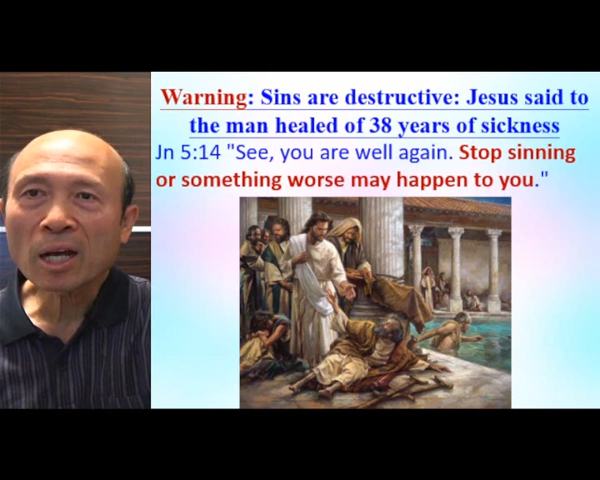 Warning: Sins are destructive: Jesus said to
the man healed of 38 years of sickness
Jn 5:14 "See, you are well again. Stop sinning
or something worse may happen to you."